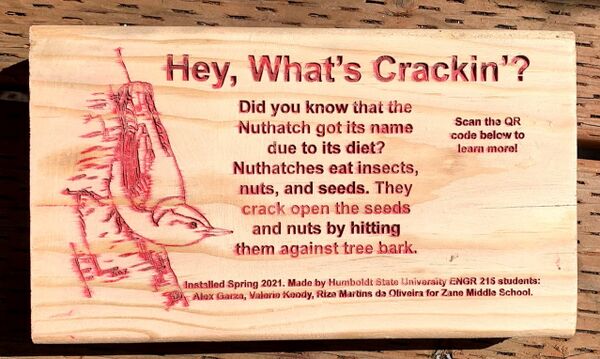 Hey, What's Crackin'?
Did you know that the
Nuthatch got its name
due to its diet?
Nuthatches eat insects,
nuts, and seeds. They
crack open the seeds
and nuts by hitting
them against tree bark.
Scan the QR
code below to
learn more!
Installed Spring 2021. Made by Humboldt State University ENGR 215 students:
Alex Garza, Valerie Koody, Riza Martins da Oliveira for Zane Middle School.